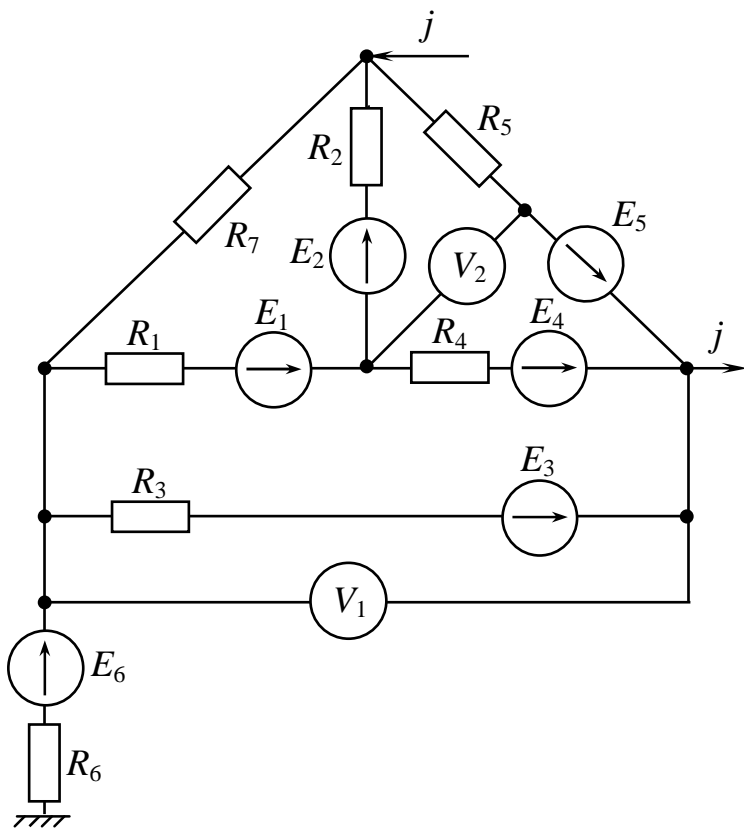 j
R₂
R₅
R₇
E₂
V₂
E₅
R₁
E₁
R₄
E₄
j
R₃
E₃
V₁
E₆
R₆